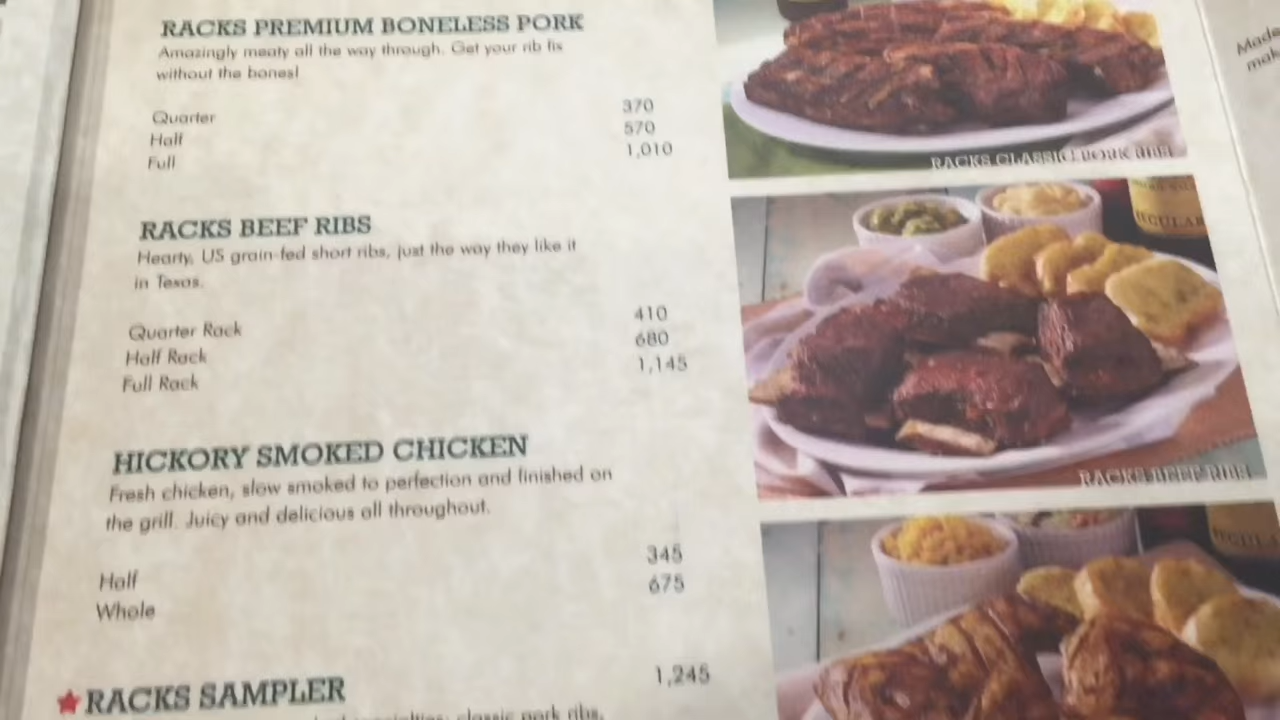 RACKS PREMIUM BONELESS PORK
Amazingly meaty all the way through. Get your rib fix
without the bones!
Quarter 370
Half 570
Full 1,010
RACKS CLASSIC PORK RIBS
RACKS BEEF RIBS
Hearty, US grain-fed short ribs, just the way they like it
in Texas.
Quarter Rack 410
Half Rack 680
Full Rack 1,145
RACKS BEEF RIBS
HICKORY SMOKED CHICKEN
Fresh chicken, slow smoked to perfection and finished on
the grill. Juicy and delicious all throughout.
Half 345
Whole 675
RACKS SAMPLER 1,245
classic pork ribs,
Made